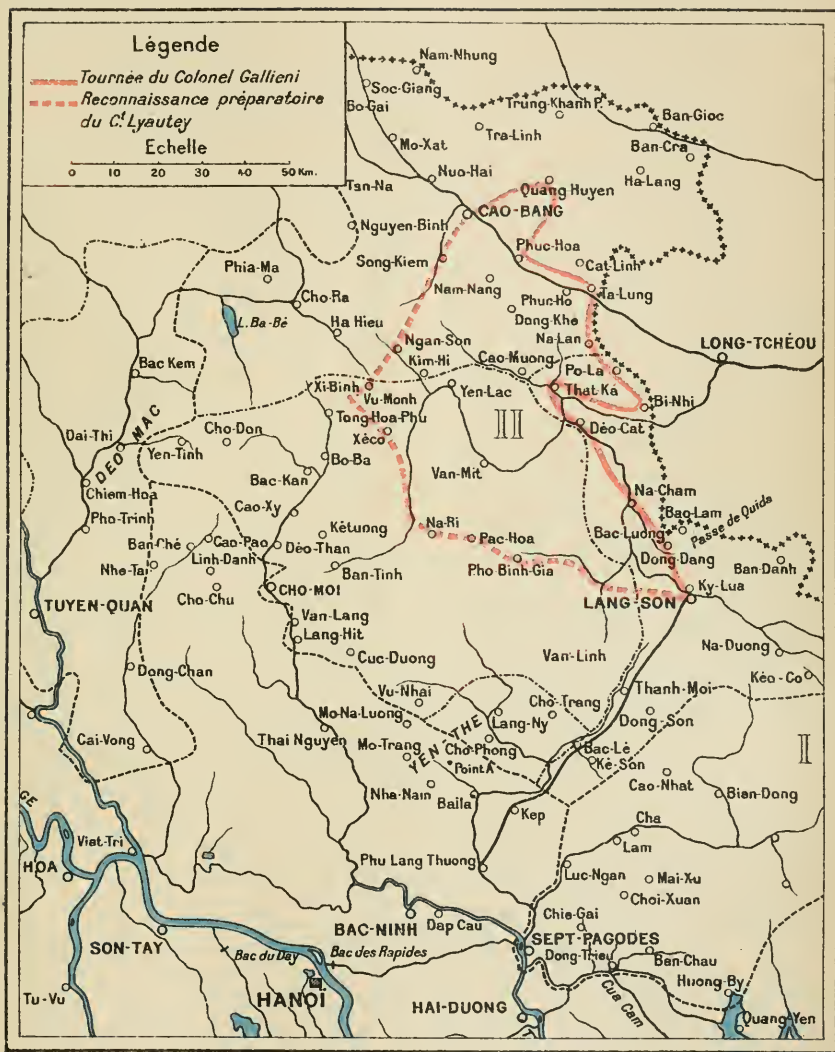 Légende
Tournée du Colonel Gallieni
Reconnaissance préparatoire
du Ct Lyautey
Echelle
0 10 20 30 40 50 Km.
Nam-Nhung
Soc-Giang
Bo-Gai
Trung-Khanh P.
Ban-Gioc
Mo-Xat
Tra-Linh
Ban-Cra
Nuo-Hai
Quang-Huyen
Ha-Lang
Tsn-Na
CAO-BANG
Nguyen-Binh
Phuc-Hoa
Song-Kiem
Cat-Linh
Phia-Ma
Nam-Nang
Ta-Lung
Cho-Ra
Phuc-Ho
L. Ba-Bé
Dong-Khe
Ha Hieu
Na-Lan
LONG-TCHÉOU
Ngan-Son
Kim-Hi
Cao-Muong
Po-La
Bac Kem
Xi-Binh
Vu-Monh
Yen-Lac
That-Ká
Bi-Nhi
Tong-Hoa-Phu
III
Dai-Thi
DEO MAC
Cho-Don
Xéco
Déo-Cat
Yen-Tinh
Bo-Ba
Van-Mit
Chiem-Hoa
Bac-Kan
Na-Cham
Pho-Trinh
Cao-Xy
Bao-Lam
Passe de Quida
Kétuong
Na-Ri
Pac-Hoa
Bac-Luong
Ban-Ché
Cao-Pao
Déo-Than
Dong-Dang
Nhe-Tai
Linh-Danh
Ban-Tinh
Pho-Binh-Gia
Ban-Danh
Cho-Chu
CHO-MOI
Ky-Lua
TUYEN-QUAN
LANG-SON
Van-Lang
Lang-Hit
Na-Duong
Cuc-Duong
Van-Linh
Dong-Chan
Kéo-Co
Vu-Nhai
Cho-Trang
Thanh-Moi
Mo-Na-Luong
Lang-Ny
Dong-Son
Cai-Vong
Thai Nguyen
YEN-THE
Mo-Trang
Cho-Phong
Bac-Lé
I
Point A
Ké-Son
Cao-Nhat
Nha-Nam
Baila
Bien-Dong
Kep
GE
Cha
Viet-Tri
Lam
Phu Lang Thuong
HOA
Luc-Ngan
Mai-Xu
Choi-Xuan
BAC-NINH
Dap Cau
Chie-Gai
SON-TAY
SEPT-PAGODES
Bac du Day
Bac des Rapides
Dong-Trieu
Ban-Chau
HANOÏ
Huong-By
Tu-Vu
Cua Cam
HAI-DUONG
Quang-Yen